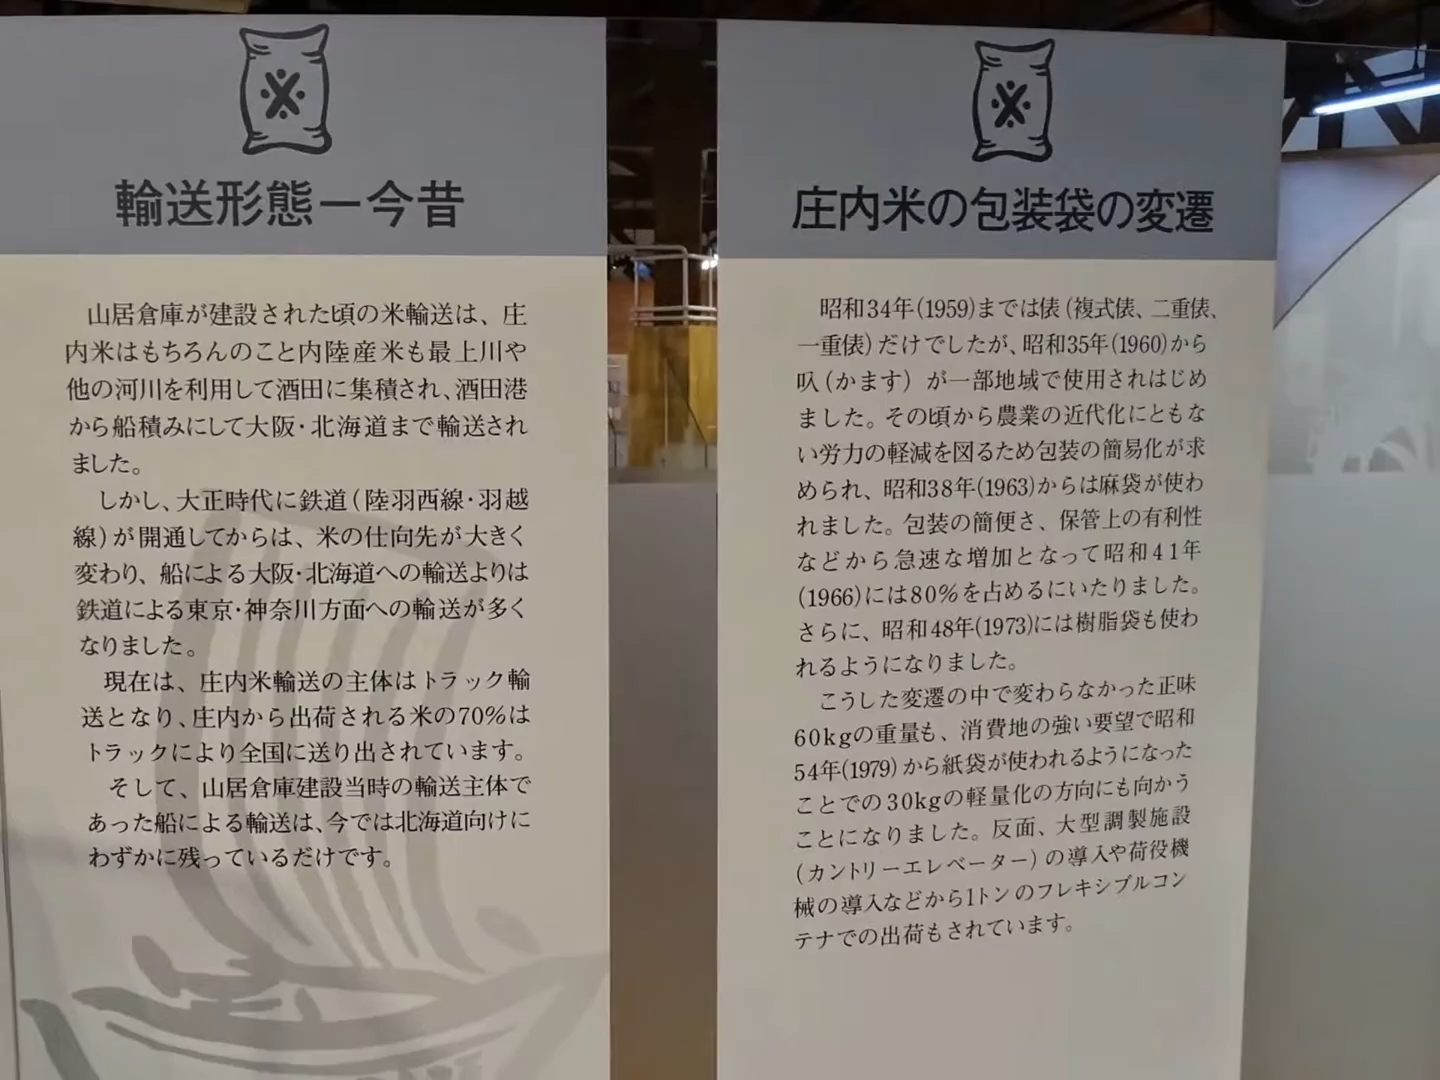 輸送形態一今昔
山居倉庫が建設された頃の米輸送は、庄
内米はもちろんのこと内陸産米も最上川や
他の河川を利用して酒田に集積され、酒田港
から船積みにして大阪・北海道まで輸送され
ました。
しかし、大正時代に鉄道(陸羽西線・羽越
線)が開通してからは、米の仕向先が大きく
変わり、船による大阪・北海道への輸送よりは
鉄道による東京・神奈川方面への輸送が多く
なりました。
現在は、庄内米輸送の主体はトラック輸
送となり、庄内から出荷される米の70%は
トラックにより全国に送り出されています。
そして、山居倉庫建設当時の輸送主体で
あった船による輸送は、今では北海道向けに
わずかに残っているだけです。
庄内米の包装袋の変遷
昭和34年(1959)までは俵(複式俵、二重俵、
一重俵)だけでしたが、昭和35年(1960)から
叺(かます)が一部地域で使用されはじめ
ました。その頃から農業の近代化にともな
い労力の軽減を図るため包装の簡易化が求
められ、昭和38年(1963)からは麻袋が使わ
れました。包装の簡便さ、保管上の有利性
などから急速な増加となって昭和41年
(1966)には80%を占めるにいたりました。
さらに、昭和48年(1973)には樹脂袋も使わ
れるようになりました。
こうした変遷の中で変わらなかった正味
60kgの重量も、消費地の強い要望で昭和
54年(1979)から紙袋が使われるようになった
ことでの30kgの軽量化の方向にも向かう
ことになりました。反面、大型調製施設
(カントリーエレベーター)の導入や荷役機
械の導入などから1トンのフレキシブルコン
テナでの出荷もされています。